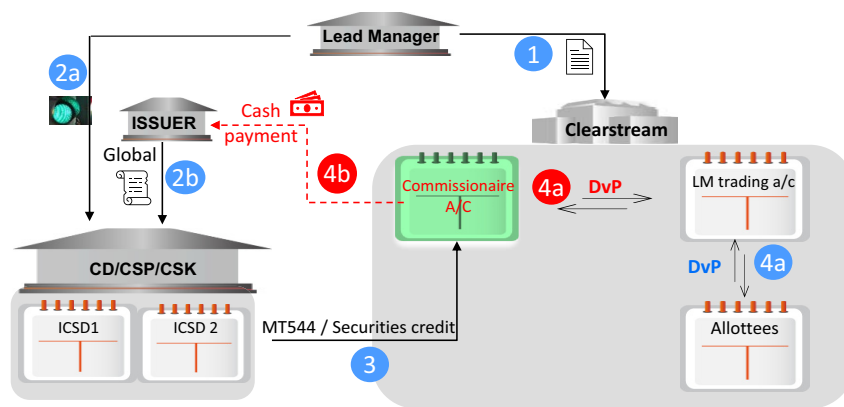 Lead Manager
1
2a
ISSUER
Cash
payment
Clearstream
Global
2b
4b
Commissionaire
A/C
4a
DvP
LM trading a/c
DvP
4a
CD/CSP/CSK
ICSD1
ICSD 2
MT544 / Securities credit
3
Allottees